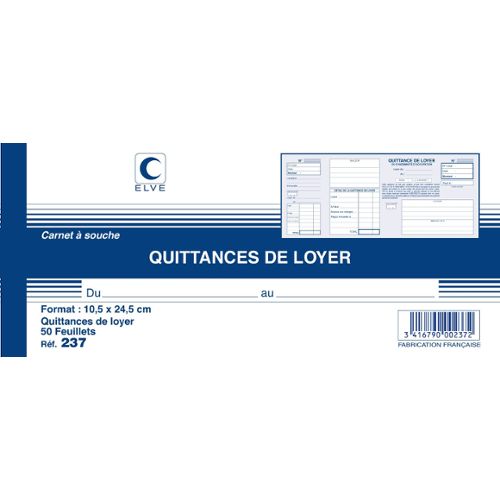 ELVE
QUITTANCE DE LOYER
Carnet à souche
QUITTANCES DE LOYER
Du au
Format : 10,5 x 24,5 cm
Quittances de loyer
50 Feuillets
Réf. 237
3 416790 002372
FABRICATION FRANÇAISE